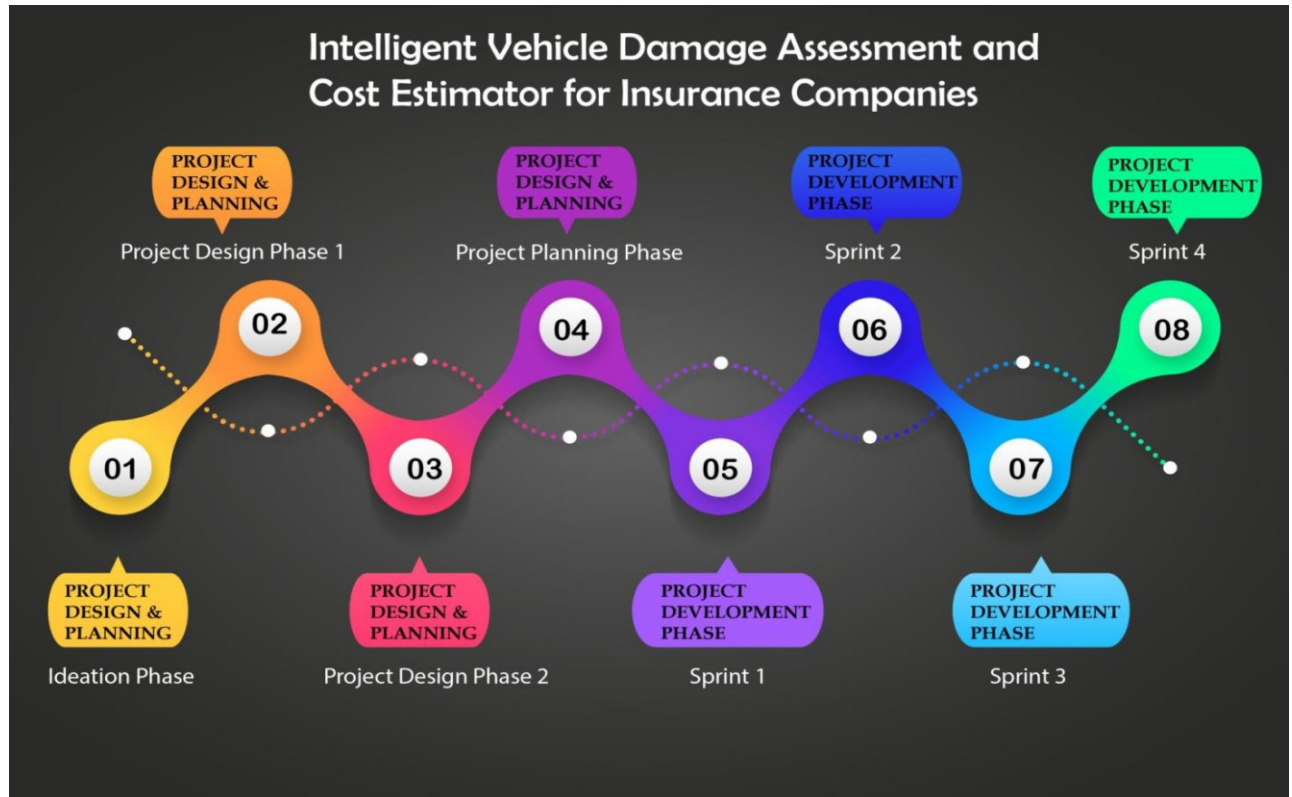 Intelligent Vehicle Damage Assessment and
Cost Estimator for Insurance Companies
PROJECT
DESIGN &
PLANNING
Project Design Phase 1
PROJECT
DESIGN &
PLANNING
Project Planning Phase
PROJECT
DEVELOPMENT
PHASE
Sprint 2
PROJECT
DEVELOPMENT
PHASE
Sprint 4
02
04
06
08
01
03
05
07
PROJECT
DESIGN &
PLANNING
Ideation Phase
PROJECT
DESIGN &
PLANNING
Project Design Phase 2
PROJECT
DEVELOPMENT
PHASE
Sprint 1
PROJECT
DEVELOPMENT
PHASE
Sprint 3